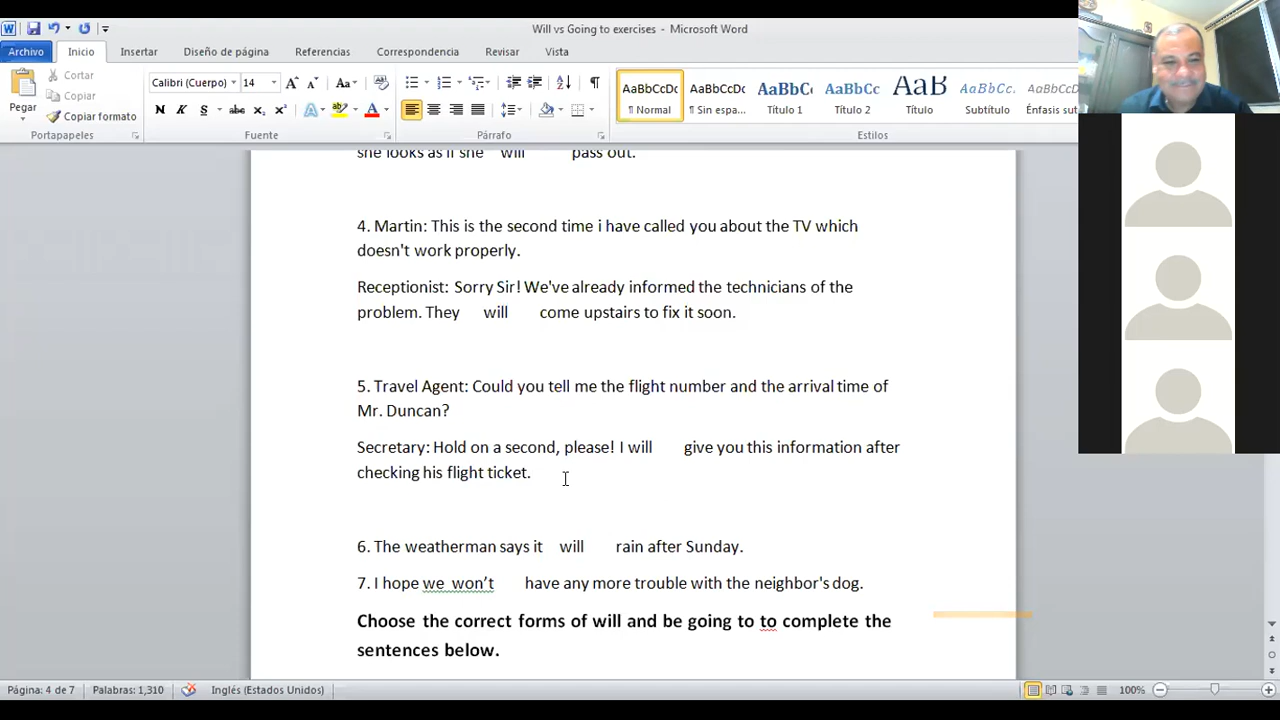 Will vs Going to exercises - Microsoft Word
Archivo Inicio Insertar Diseño de página Referencias Correspondencia Revisar Vista
Pegar
Cortar
Copiar
Copiar formato
Portapapeles
Calibri (Cuerpo) 14
N K S abc x₂ x²
Fuente
Párrafo
AaBbCcDc AaBbCcDc AaBbC AaBbCc AaB AaBbCc. AaBbCcDc
¶ Normal ¶ Sin espa... Título 1 Título 2 Título Subtítulo Énfasis sut
Estilos
she looks as if she will pass out.
4. Martin: This is the second time i have called you about the TV which
doesn't work properly.
Receptionist: Sorry Sir! We've already informed the technicians of the
problem. They will come upstairs to fix it soon.
5. Travel Agent: Could you tell me the flight number and the arrival time of
Mr. Duncan?
Secretary: Hold on a second, please! I will give you this information after
checking his flight ticket.
6. The weatherman says it will rain after Sunday.
7. I hope we won't have any more trouble with the neighbor's dog.
Choose the correct forms of will and be going to to complete the
sentences below.
Página: 4 de 7 Palabras: 1,310 Inglés (Estados Unidos) 100%